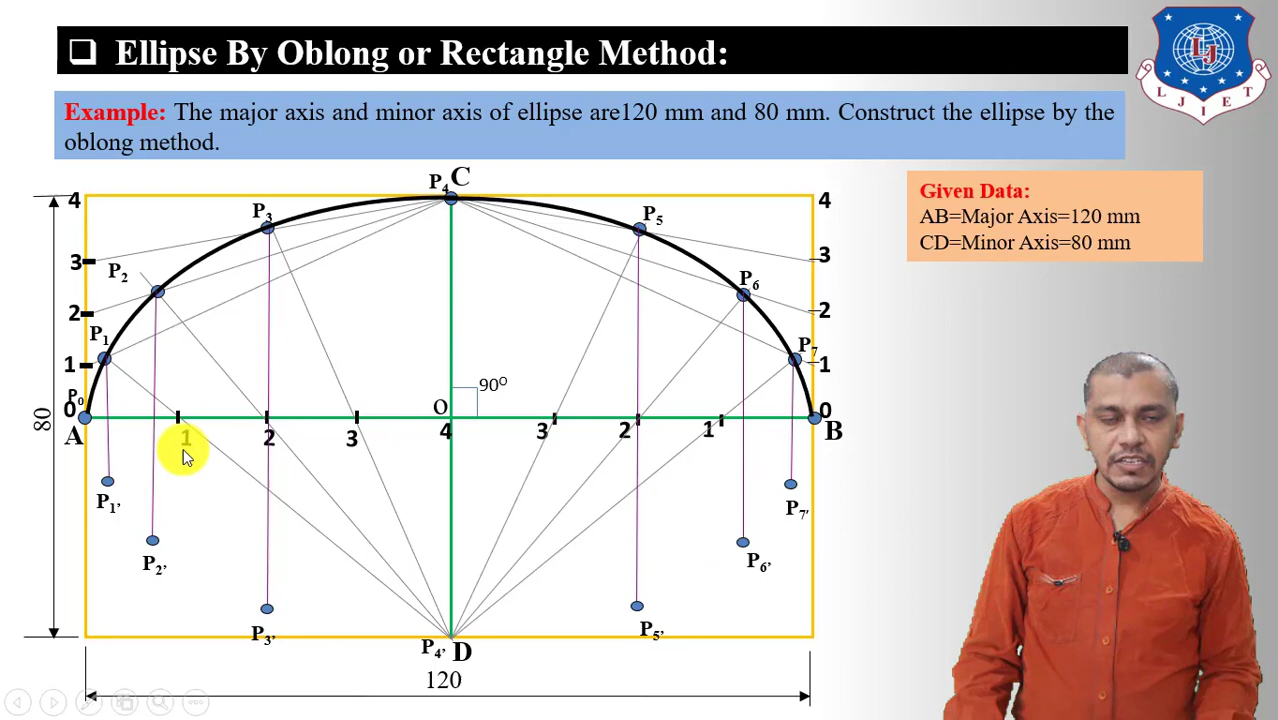 ❑ Ellipse By Oblong or Rectangle Method:
LJ
L J I E T
Example: The major axis and minor axis of ellipse are120 mm and 80 mm. Construct the ellipse by the
oblong method.
Given Data:
AB=Major Axis=120 mm
CD=Minor Axis=80 mm
P4 C
4 P3 P5 4
3 P2 P6 3
2 2
P1 P7
1 1
90O
P0 O
0 0
A B
80
1 2 3 4 3 2 1
P1' P7'
P2' P6'
P3' P5'
P4' D
120